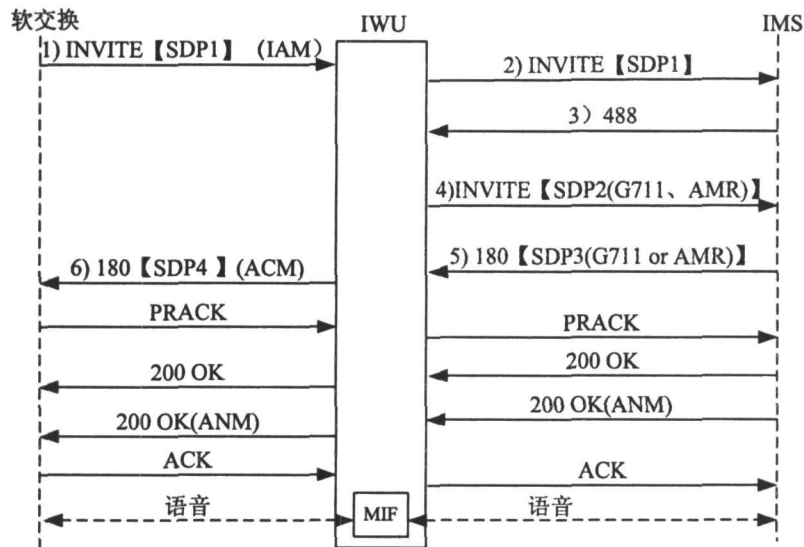 软交换
IWU
IMS
1) INVITE【SDP1】 (IAM)
2) INVITE【SDP1】
3）488
4)INVITE【SDP2(G711、AMR)】
6) 180【SDP4 】(ACM)
5) 180【SDP3(G711 or AMR)】
PRACK
PRACK
200 OK
200 OK
200 OK(ANM)
200 OK(ANM)
ACK
ACK
语音
MIF
语音